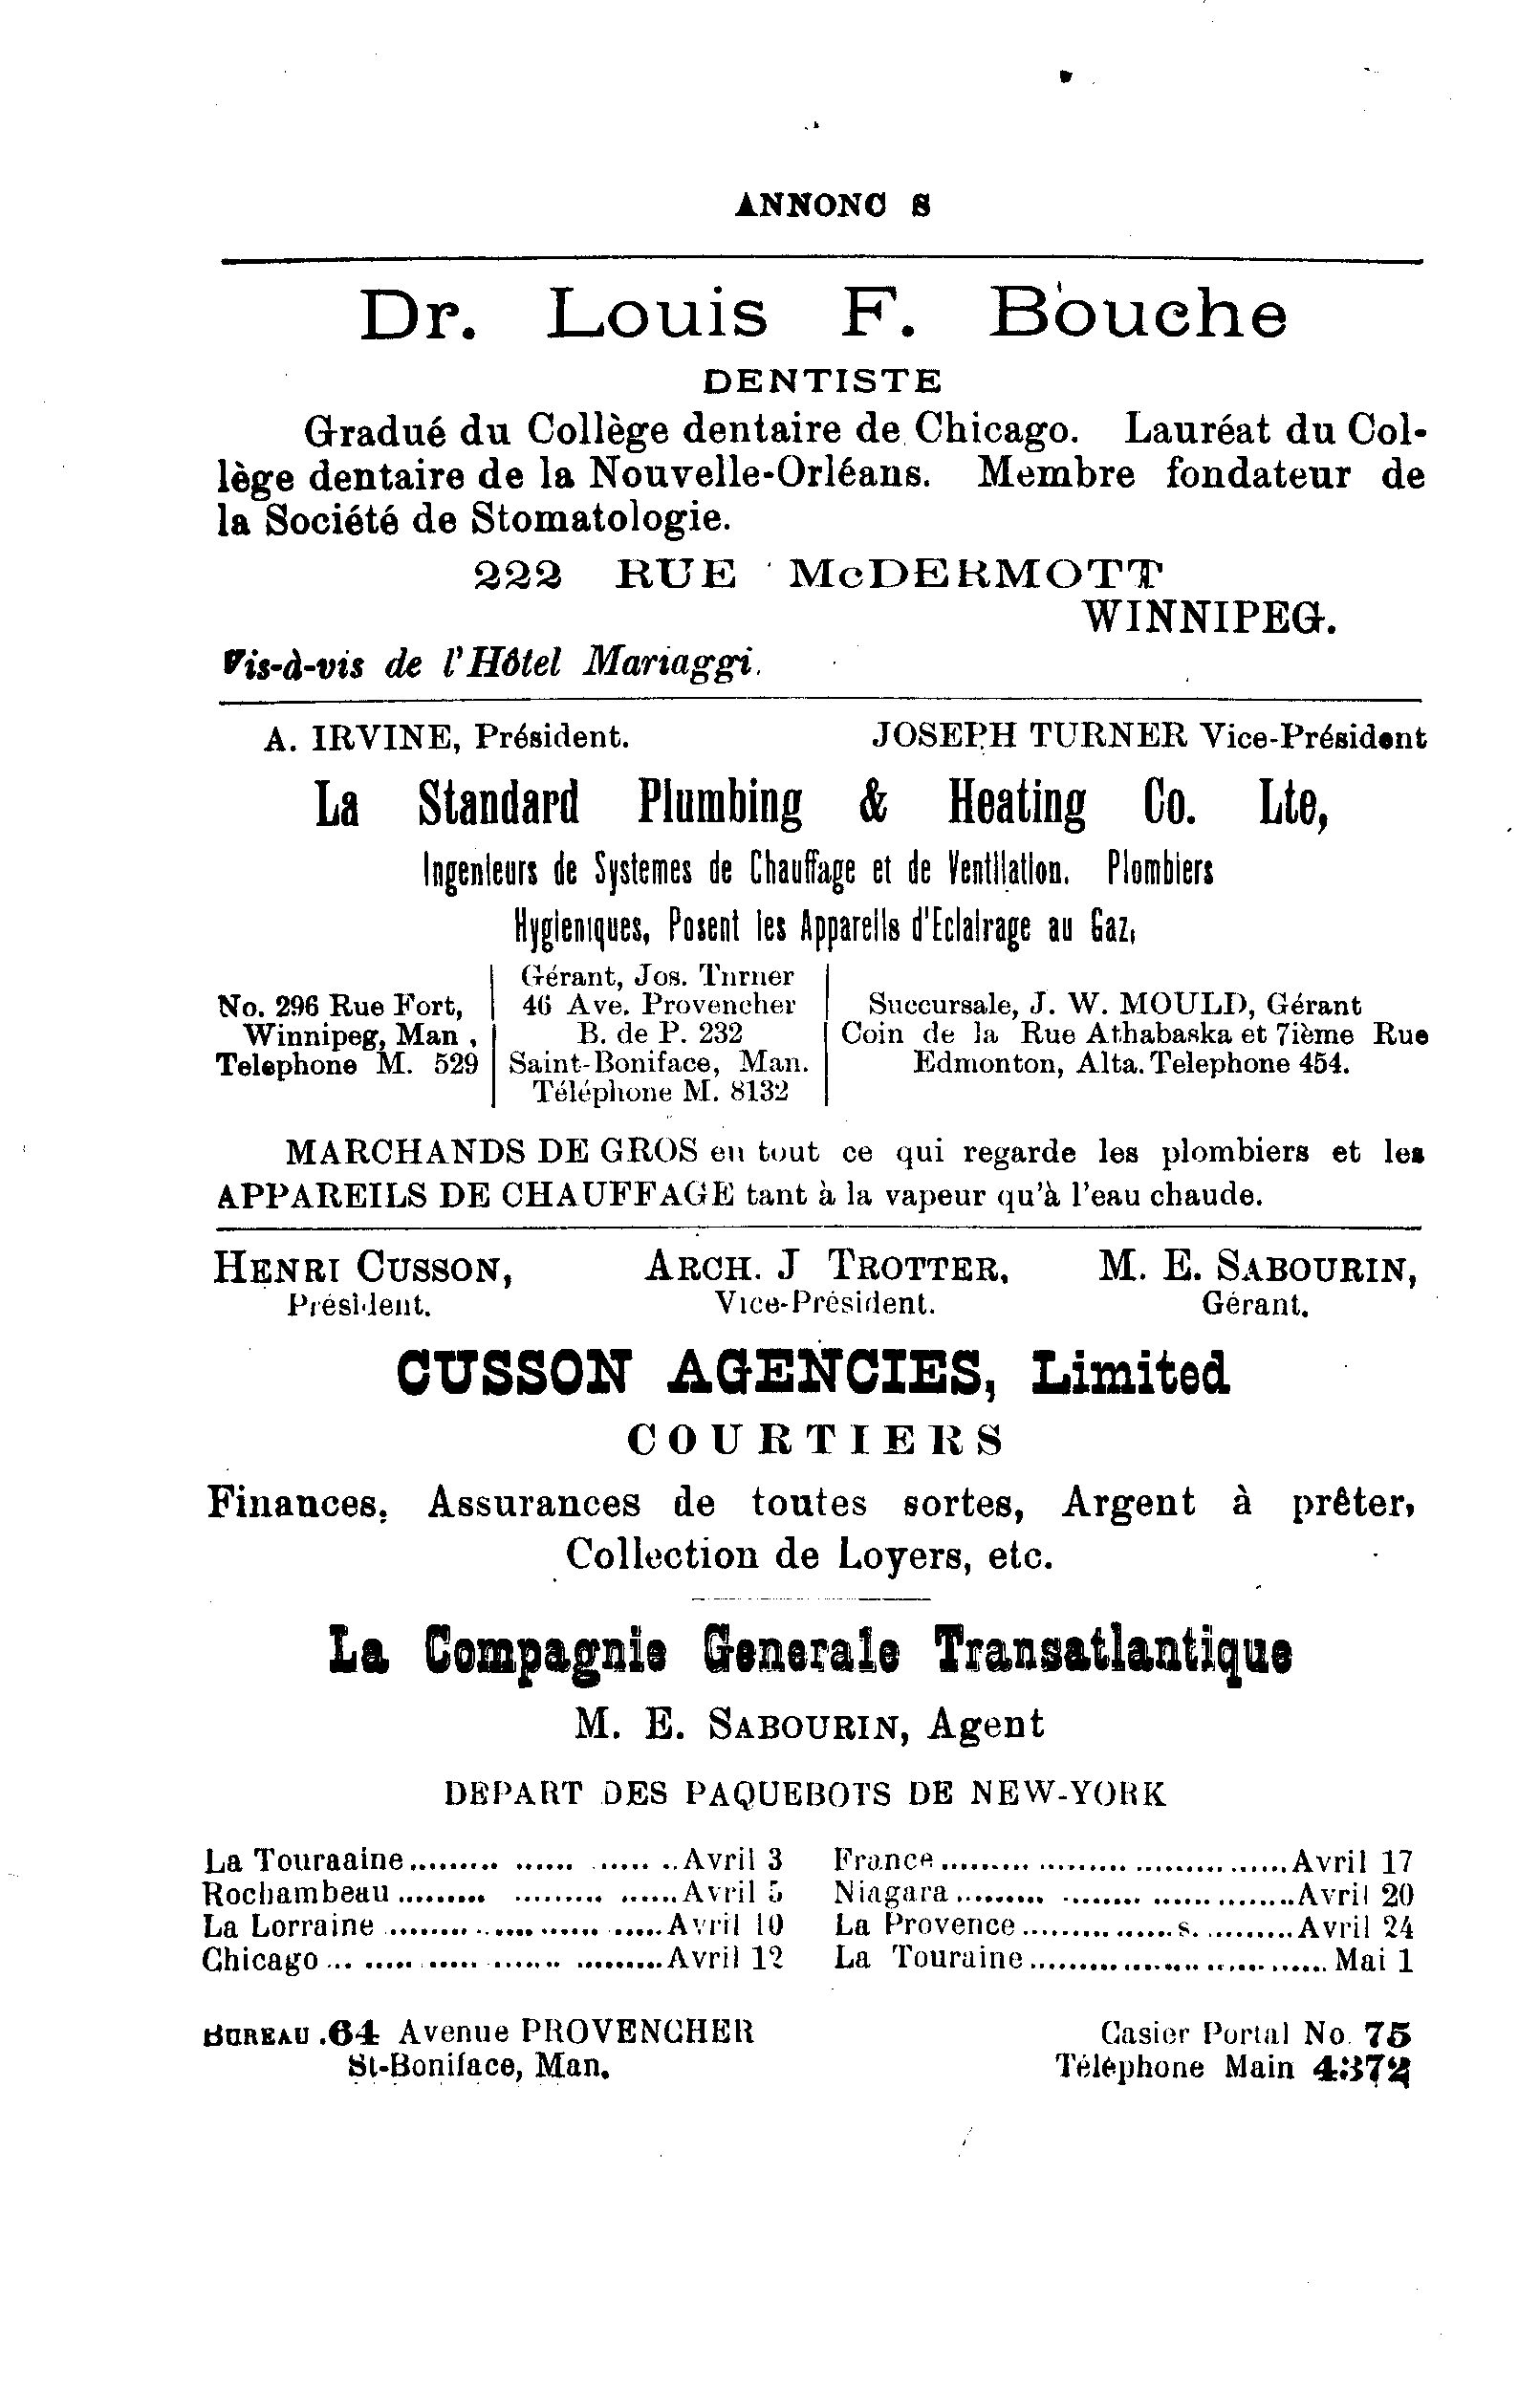 ANNONC S
Dr. Louis F. Bouche
DENTISTE
Gradué du Collège dentaire de Chicago. Lauréat du Col-
lège dentaire de la Nouvelle-Orléans. Membre fondateur de
la Société de Stomatologie.
222 RUE McDERMOTT
WINNIPEG.
Vis-à-vis de l'Hôtel Mariaggi.
A. IRVINE, Président. JOSEPH TURNER Vice-Président
La Standard Plumbing & Heating Co. Lte,
Ingenieurs de Systemes de Chauffage et de Ventilation. Plombiers
Hygieniques, Posent les Appareils d'Eclairage au Gaz,
No. 296 Rue Fort,
Winnipeg, Man ,
Telephone M. 529
Gérant, Jos. Turner
46 Ave. Provencher
B. de P. 232
Saint-Boniface, Man.
Téléphone M. 8132
Succursale, J. W. MOULD, Gérant
Coin de la Rue Athabaska et 7ième Rue
Edmonton, Alta. Telephone 454.
MARCHANDS DE GROS en tout ce qui regarde les plombiers et les
APPAREILS DE CHAUFFAGE tant à la vapeur qu'à l'eau chaude.
HENRI CUSSON, ARCH. J TROTTER, M. E. SABOURIN,
Président. Vice-Président. Gérant.
CUSSON AGENCIES, Limited
COURTIERS
Finances, Assurances de toutes sortes, Argent à prêter,
Collection de Loyers, etc.
La Compagnie Generale Transatlantique
M. E. SABOURIN, Agent
DEPART DES PAQUEBOTS DE NEW-YORK
La Touraaine.......................Avril 3
Rochambeau........................Avril 5
La Lorraine........................Avril 10
Chicago............................Avril 12
France.................................Avril 17
Niagara................................Avril 20
La Provence...............s..........Avril 24
La Touraine..............................Mai 1
BUREAU .64 Avenue PROVENCHER
St-Boniface, Man.
Casier Portal No. 75
Téléphone Main 4372